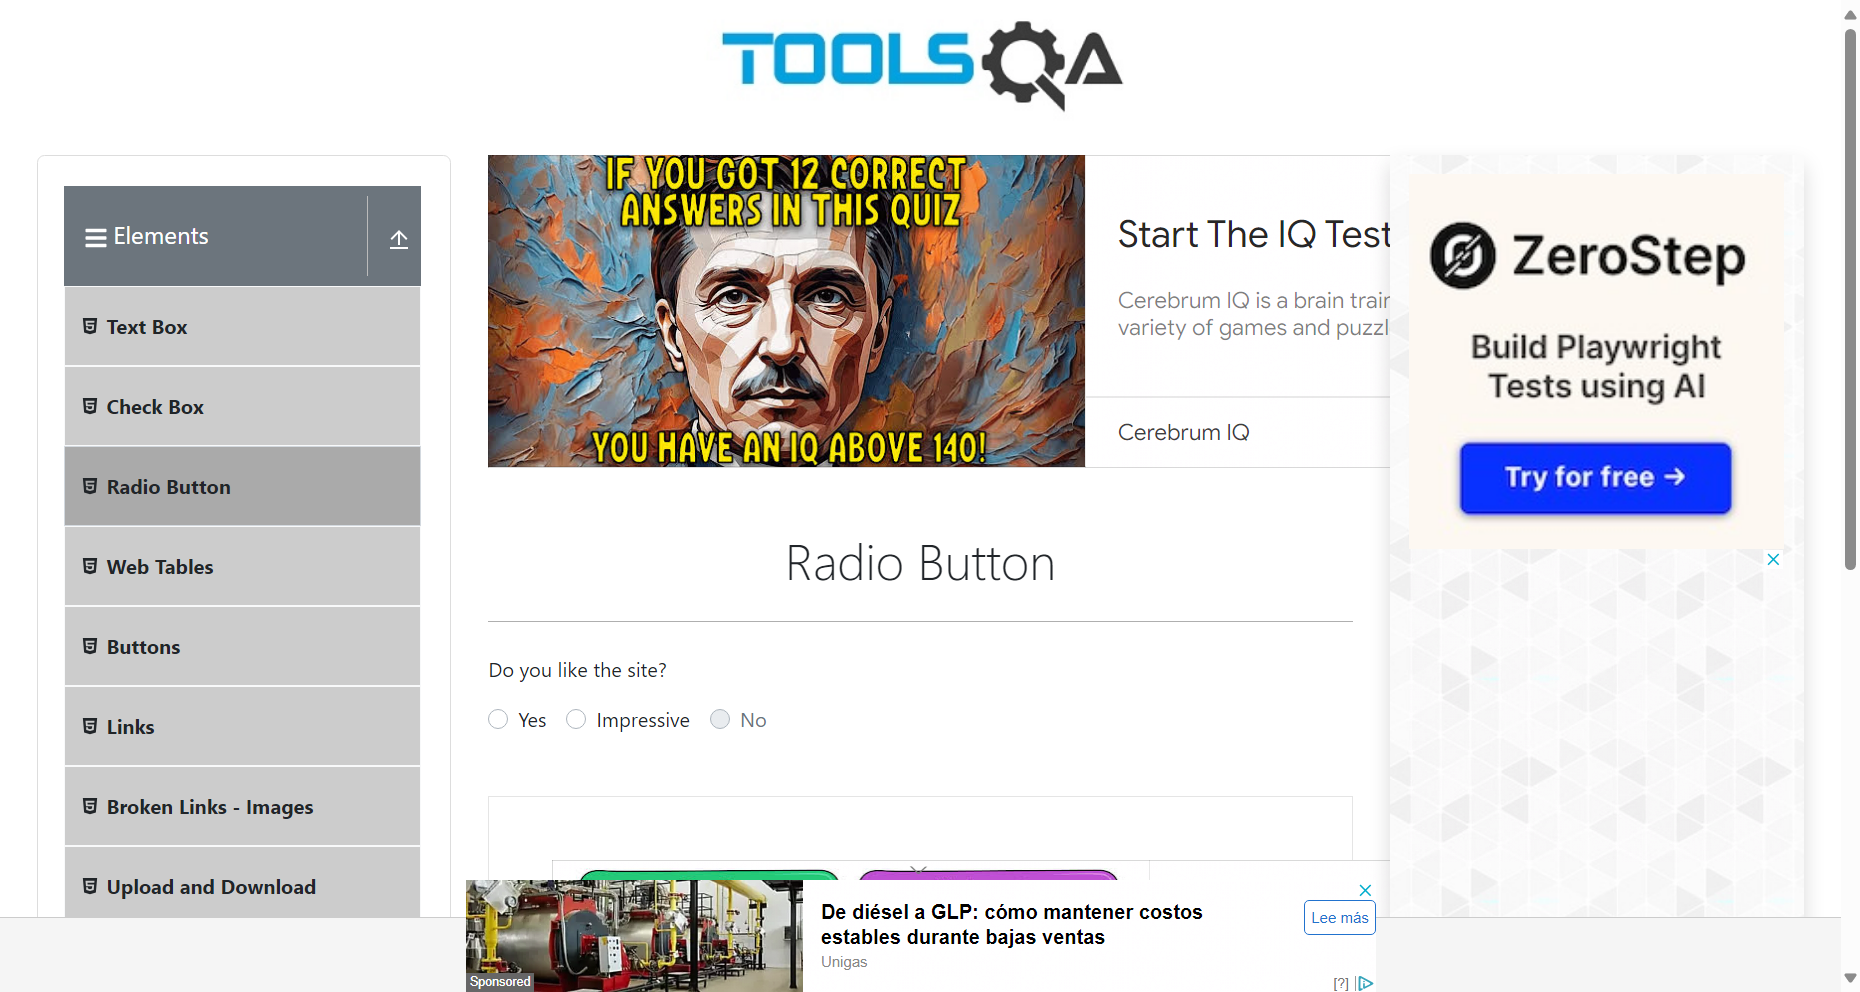 TOOLSQA
Elements
Text Box
Check Box
Radio Button
Web Tables
Buttons
Links
Broken Links - Images
Upload and Download
IF YOU GOT 12 CORRECT
ANSWERS IN THIS QUIZ
YOU HAVE AN IQ ABOVE 140!
Start The IQ Test
Cerebrum IQ is a brain train
variety of games and puzzl
Cerebrum IQ
ZeroStep
Build Playwright
Tests using AI
Try for free →
Radio Button
Do you like the site?
Yes Impressive No
De diésel a GLP: cómo mantener costos
estables durante bajas ventas
Unigas
Lee más
Sponsored
[?]